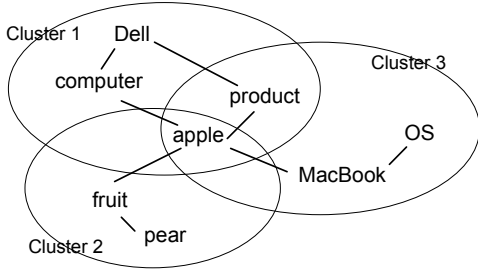 Cluster 1
Dell
Cluster 3
computer
product
apple
OS
MacBook
fruit
pear
Cluster 2